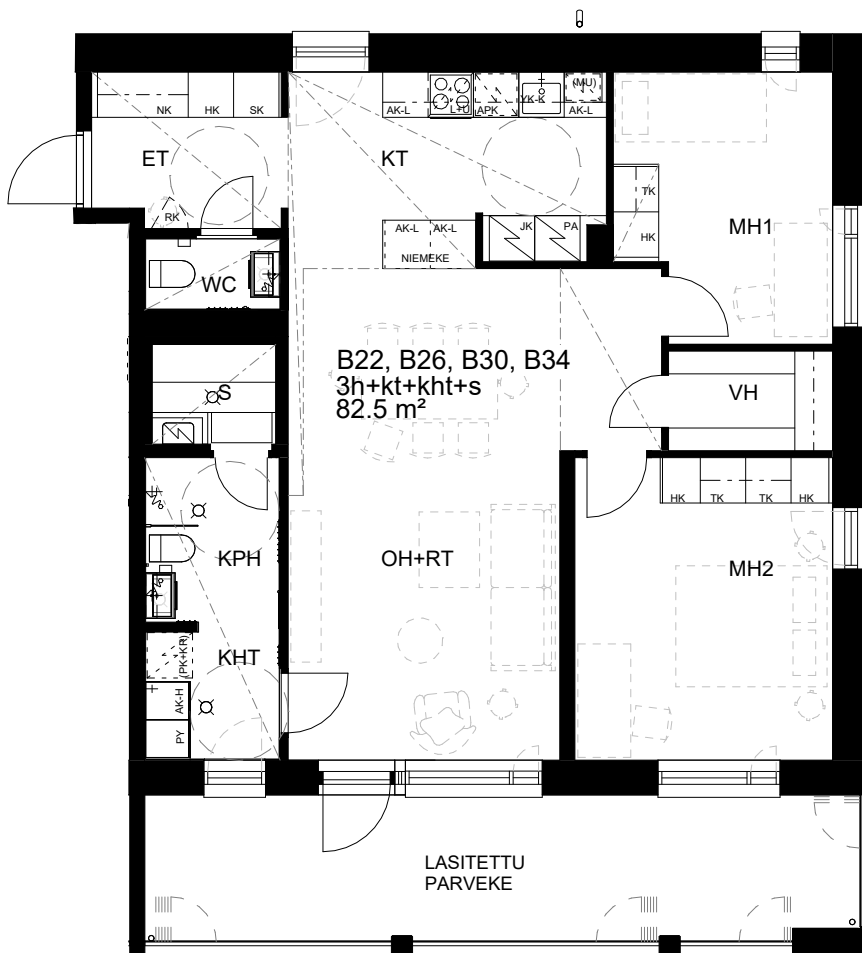 (MU)
NK HK SK
AK-L L+U APK YK-K AK-L
ET
KT
TK
RK
JK PA
HK
MH1
AK-L AK-L
NIEMEKE
WC
B22, B26, B30, B34
3h+kt+kht+s
82.5 m²
S
VH
HK TK TK HK
KPH
OH+RT
MH2
KHT
(PK+KR)
AK-H
PY
LASITETTU
PARVEKE